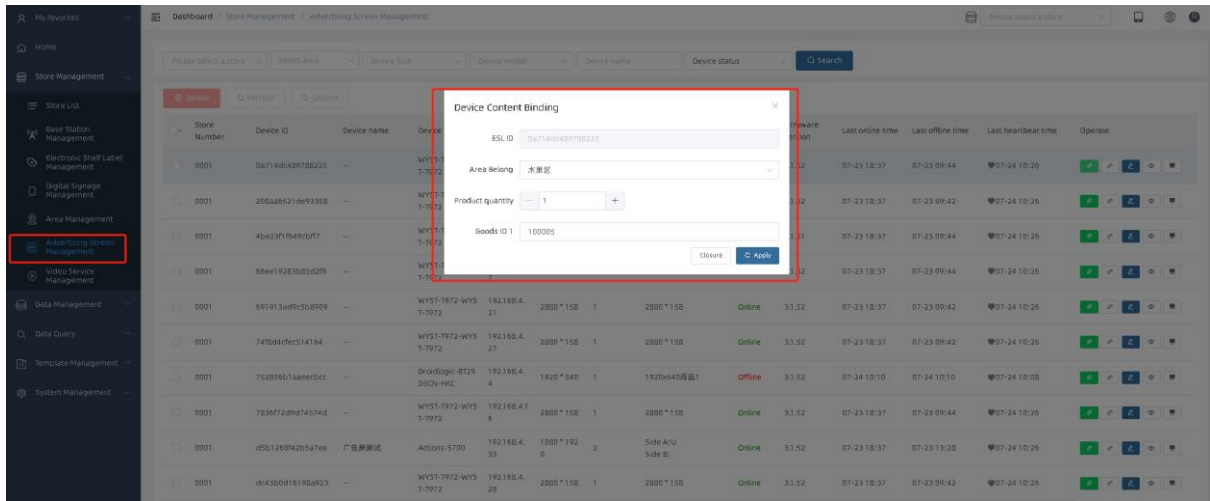 My Favorites
Dashboard / Store Management / Advertising Screen Management
Please select a store
Home
Store Management
Store List
Base Station
Management
Electronic Shelf Label
Management
Digital Signage
Management
Area Management
Advertising Screen
Management
Video Service
Management
Data Management
Data Query
Template Management
System Management
Please select a store
Select area
Device Size
Device model
Device name
Device status
Search
Delete
Refresh
Unbind
Device Content Binding
ESL ID 0a714dc489788225
Area Belong 水果区
Product quantity 1
Goods ID 1 100005
Closure
Apply
Store
Number
Device ID
Device name
Last online time
Last offline time
Last heartbeat time
Operate
0001 0a714dc489788225 -- 07-23 18:37 07-23 09:44 07-24 10:26
0001 -- 07-23 18:37 07-23 09:42 07-24 10:26
0001 4be23f1f649cbff7 -- 07-23 18:37 07-23 09:44 07-24 10:26
0001 66ee19283b85d2f9 -- 07-23 18:37 07-23 09:42 07-24 10:26
0001 691913ad9c5b8909 -- WYST-T972-WYS
T-T972 192.168.4.
21 2880 * 158 1 2880 * 158 Online 3.1.52 07-23 18:37 07-23 09:42 07-24 10:26
0001 74f8d4cfec514164 -- WYST-T972-WYS
T-T972 192.168.4.
27 2880 * 158 1 2880 * 158 Online 3.1.52 07-23 18:37 07-23 09:42 07-24 10:26
0001 792856b1aaeecbcc -- Droidlogic-8T29
D3CN-HKC 192.168.4.
4 1920 * 540 1 1920x540商品1 Offline 3.1.52 07-24 10:10 07-24 10:10 07-24 10:08
0001 7836f72d9d74574d -- WYST-T972-WYS
T-T972 192.168.4.1
6 2880 * 158 1 2880 * 158 Online 3.1.52 07-23 18:37 07-23 09:44 07-24 10:26
0001 d5b1260f42b5a7ee 广告屏测试 Actions-S700 192.168.4.
33 1080 * 192
0 2 Side A:U
Side B: Online 3.1.52 07-23 18:37 07-23 13:28 07-24 10:26
0001 dc43b0d16198a923 -- WYST-T972-WYS
T-T972 192.168.4.
20 2880 * 158 1 2880 * 158 Online 3.1.52 07-23 18:37 07-23 09:42 07-24 10:26